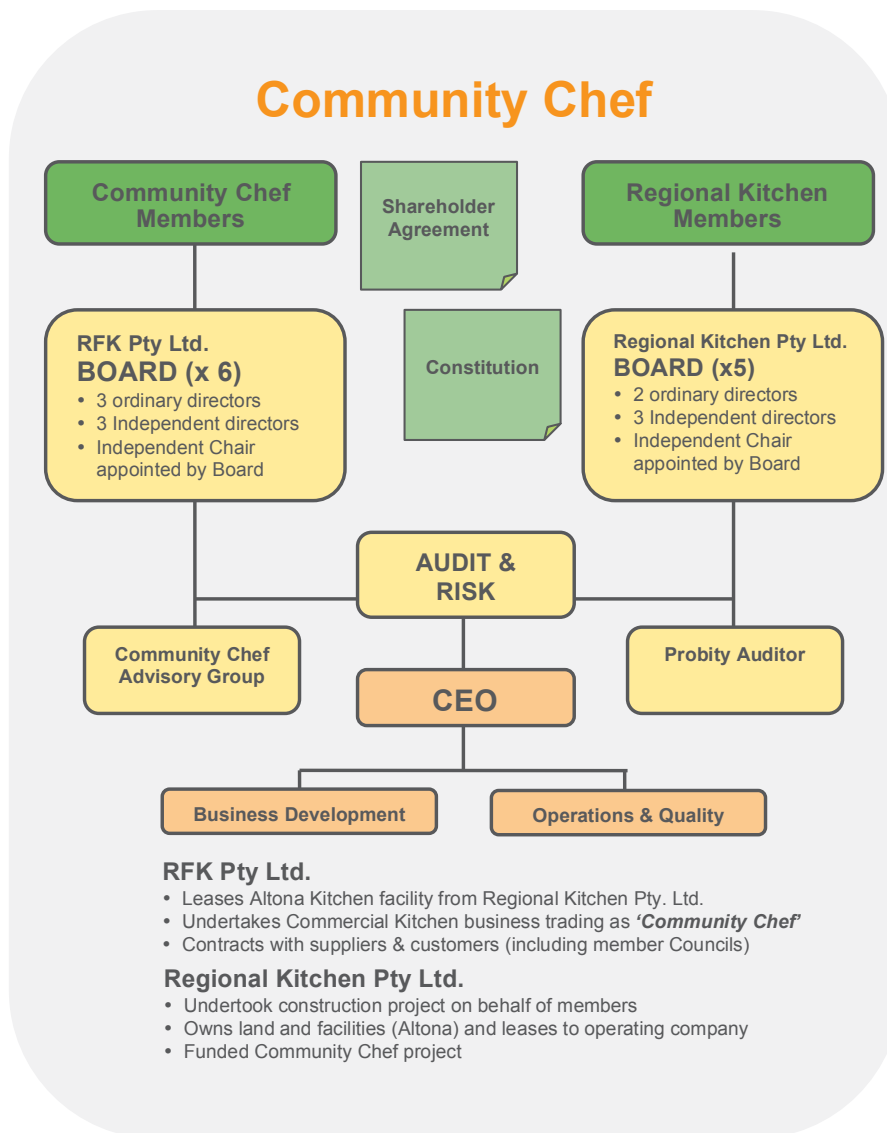 Community Chef
Community Chef
Members
Shareholder
Agreement
Regional Kitchen
Members
RFK Pty Ltd.
BOARD (x 6)
• 3 ordinary directors
• 3 Independent directors
• Independent Chair
appointed by Board
Constitution
Regional Kitchen Pty Ltd.
BOARD (x5)
• 2 ordinary directors
• 3 Independent directors
• Independent Chair
appointed by Board
AUDIT &
RISK
Community Chef
Advisory Group
Probity Auditor
CEO
Business Development
Operations & Quality
RFK Pty Ltd.
• Leases Altona Kitchen facility from Regional Kitchen Pty. Ltd.
• Undertakes Commercial Kitchen business trading as 'Community Chef'
• Contracts with suppliers & customers (including member Councils)
Regional Kitchen Pty Ltd.
• Undertook construction project on behalf of members
• Owns land and facilities (Altona) and leases to operating company
• Funded Community Chef project